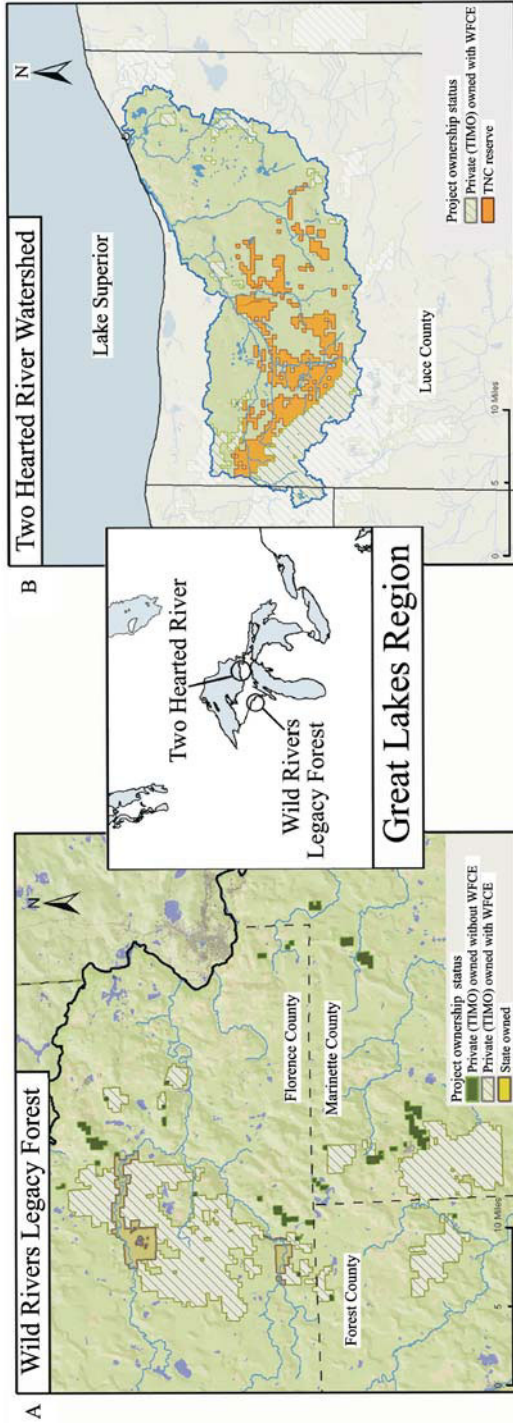 A
Wild Rivers Legacy Forest
N
Florence County
Marinette County
Forest County
Project ownership status
Private (TIMO) owned without WFCE
Private (TIMO) owned with WFCE
State owned
0 5 10 Miles
Two Hearted River
Wild Rivers
Legacy Forest
Great Lakes Region
B
Two Hearted River Watershed
N
Lake Superior
Luce County
Project ownership status
Private (TIMO) owned with WFCE
TNC reserve
0 5 10 Miles